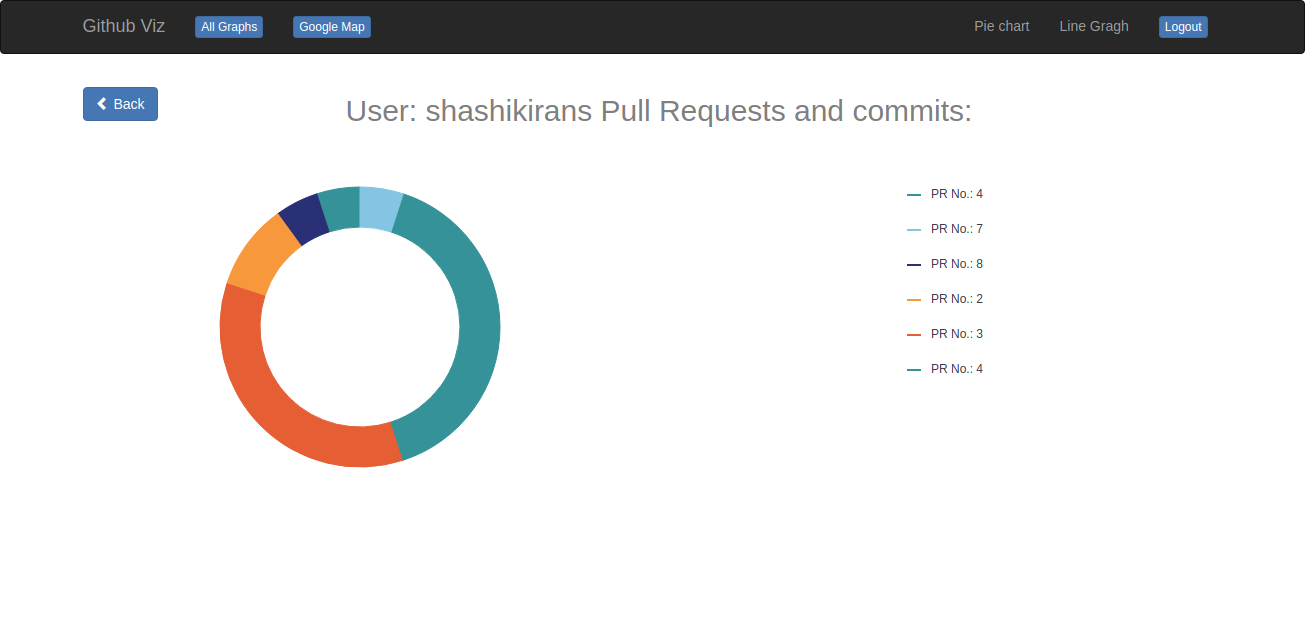 Github Viz All Graphs Google Map Pie chart Line Gragh Logout
Back
User: shashikirans Pull Requests and commits:
PR No.: 4
PR No.: 7
PR No.: 8
PR No.: 2
PR No.: 3
PR No.: 4